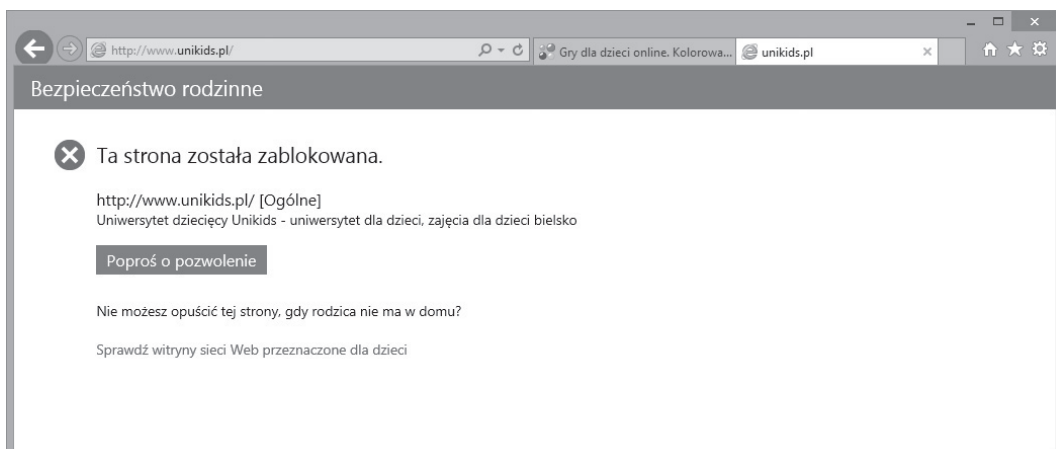 http://www.unikids.pl/
Gry dla dzieci online. Kolorowa...
unikids.pl
Bezpieczeństwo rodzinne
Ta strona została zablokowana.
http://www.unikids.pl/ [Ogólne]
Uniwersytet dziecięcy Unikids - uniwersytet dla dzieci, zajęcia dla dzieci bielsko
Poproś o pozwolenie
Nie możesz opuścić tej strony, gdy rodzica nie ma w domu?
Sprawdź witryny sieci Web przeznaczone dla dzieci